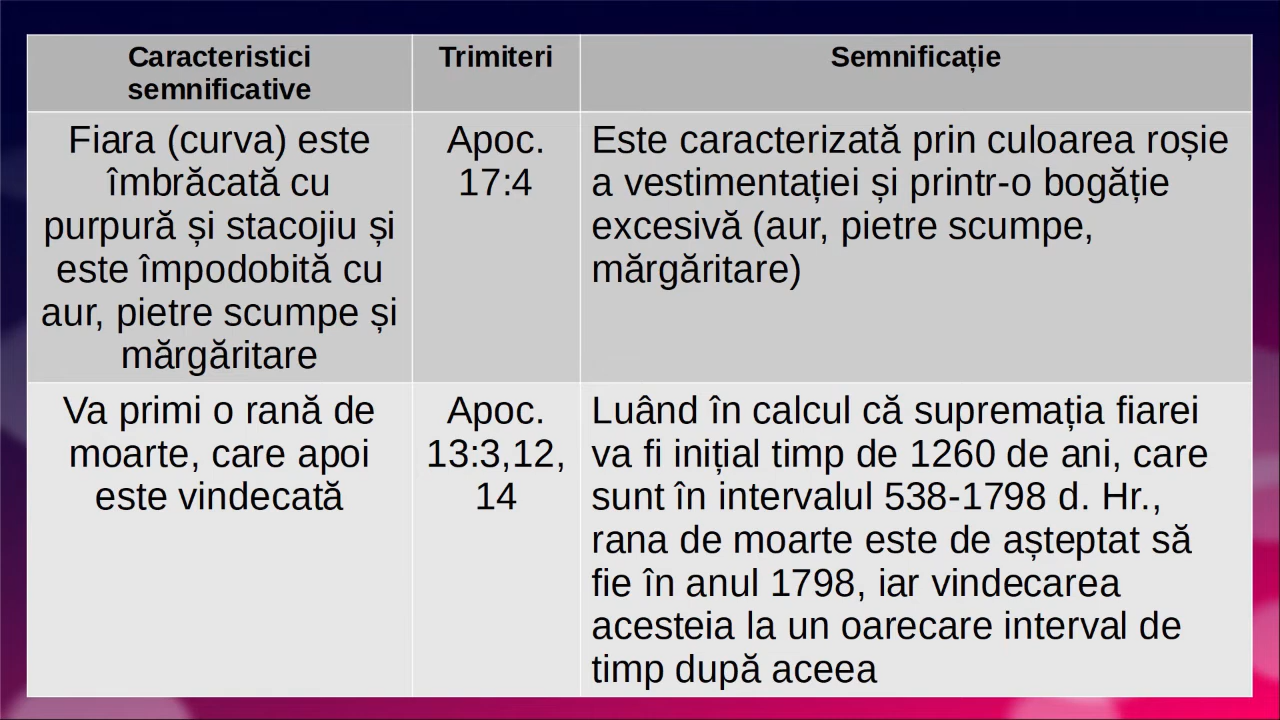 Caracteristici
semnificative
Trimiteri
Semnificație
Fiara (curva) este
îmbrăcată cu
purpură și stacojiu și
este împodobită cu
aur, pietre scumpe și
mărgăritare
Apoc.
17:4
Este caracterizată prin culoarea roșie
a vestimentației și printr-o bogăție
excesivă (aur, pietre scumpe,
mărgăritare)
Va primi o rană de
moarte, care apoi
este vindecată
Apoc.
13:3,12,
14
Luând în calcul că supremația fiarei
va fi inițial timp de 1260 de ani, care
sunt în intervalul 538-1798 d. Hr.,
rana de moarte este de așteptat să
fie în anul 1798, iar vindecarea
acesteia la un oarecare interval de
timp după aceea